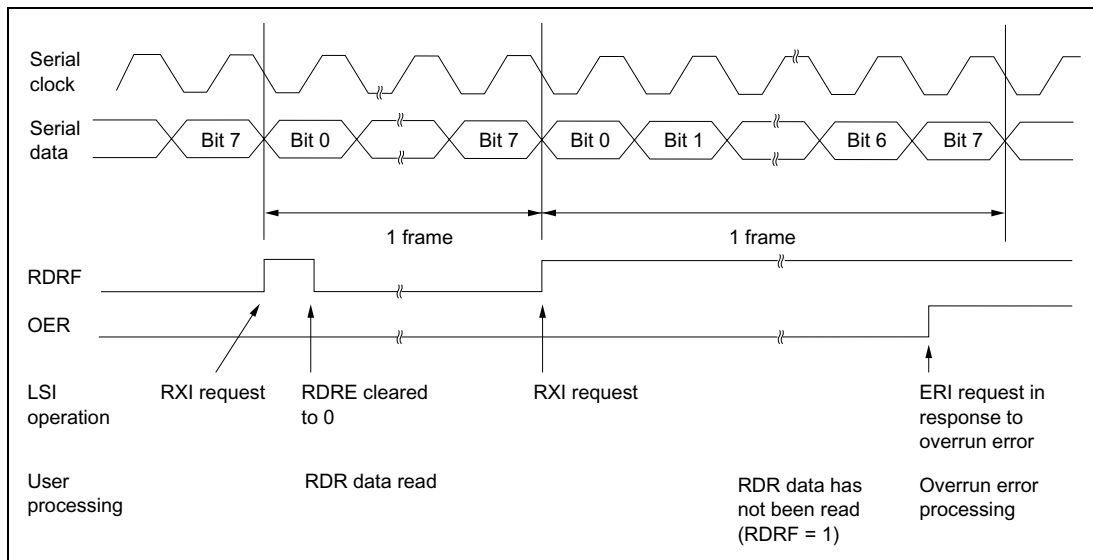 Serial
clock
Serial
data
Bit 7
Bit 0
Bit 7
Bit 0
Bit 1
Bit 6
Bit 7
1 frame
1 frame
RDRF
OER
LSI
operation
RXI request
RDRE cleared
to 0
RXI request
ERI request in
response to
overrun error
User
processing
RDR data read
RDR data has
not been read
(RDRF = 1)
Overrun error
processing